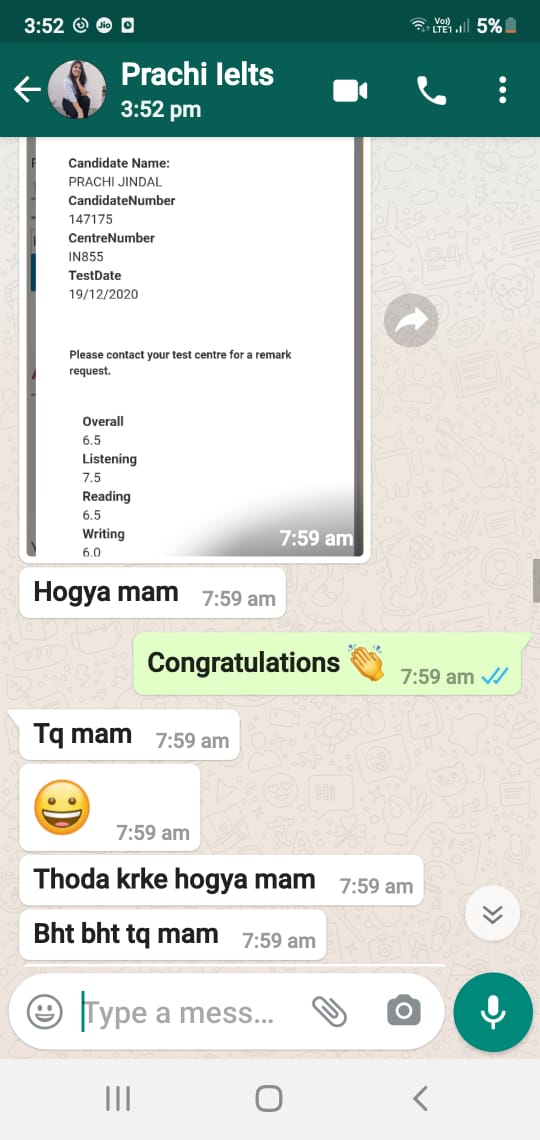 3:52 Jio Vo) LTE1 5%
Prachi Ielts
3:52 pm
Candidate Name:
PRACHI JINDAL
CandidateNumber
147175
CentreNumber
IN855
TestDate
19/12/2020
Please contact your test centre for a remark
request.
Overall
6.5
Listening
7.5
Reading
6.5
Writing
6.0
7:59 am
Hogya mam 7:59 am
Congratulations 👏 7:59 am
Tq mam 7:59 am
😀 7:59 am
Thoda krke hogya mam 7:59 am
Bht bht tq mam 7:59 am
Type a mess...